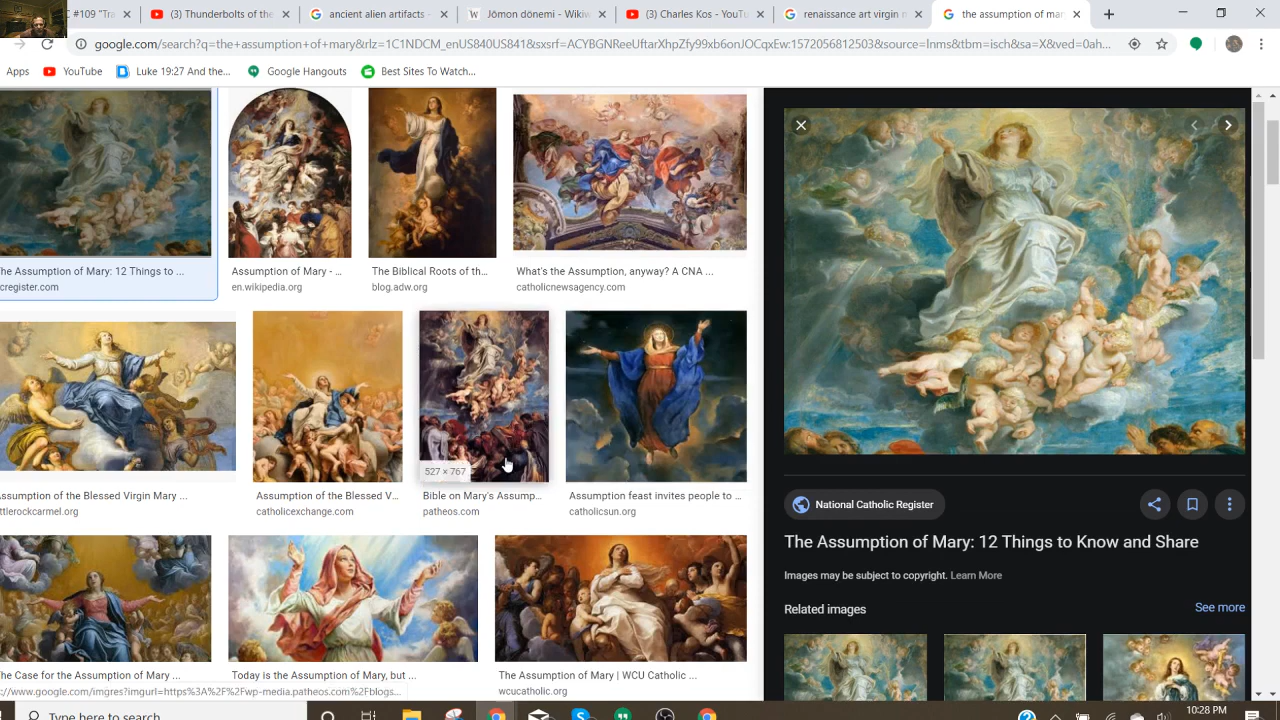 C #109 "Tra
(3) Thunderbolts of the
ancient alien artifacts -
Jōmon dönemi - Vikiw
(3) Charles Kos - YouT
renaissance art virgin m
the assumption of mar
google.com/search?q=the+assumption+of+mary&rlz=1C1NDCM_enUS840US841&sxsrf=ACYBGNReeUftarXhpZfy99xb6onJQCqxEw:1572056812503&source=lnms&tbm=isch&sa=X&ved=0ah...
Apps
YouTube
Luke 19:27 And the...
Google Hangouts
Best Sites To Watch...
The Assumption of Mary: 12 Things to ...
cregister.com
Assumption of Mary - ...
en.wikipedia.org
The Biblical Roots of th...
blog.adw.org
What's the Assumption, anyway? A CNA ...
catholicnewsagency.com
527 × 767
Assumption of the Blessed Virgin Mary ...
ttlerockcarmel.org
Assumption of the Blessed V...
catholicexchange.com
Bible on Mary's Assump...
patheos.com
Assumption feast invites people to ...
catholicsun.org
The Case for the Assumption of Mary ...
Today is the Assumption of Mary, but ...
The Assumption of Mary | WCU Catholic ...
wcucatholic.org
://www.google.com/imgres?imgurl=https%3A%2F%2Fwp-media.patheos.com%2Fblogs...
National Catholic Register
The Assumption of Mary: 12 Things to Know and Share
Images may be subject to copyright. Learn More
Related images
See more
Type here to search
10:28 PM